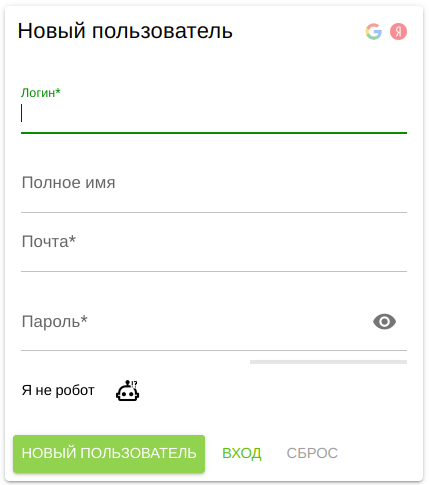 Новый пользователь
Логин*
Полное имя
Почта*
Пароль*
Я не робот
НОВЫЙ ПОЛЬЗОВАТЕЛЬ ВХОД СБРОС